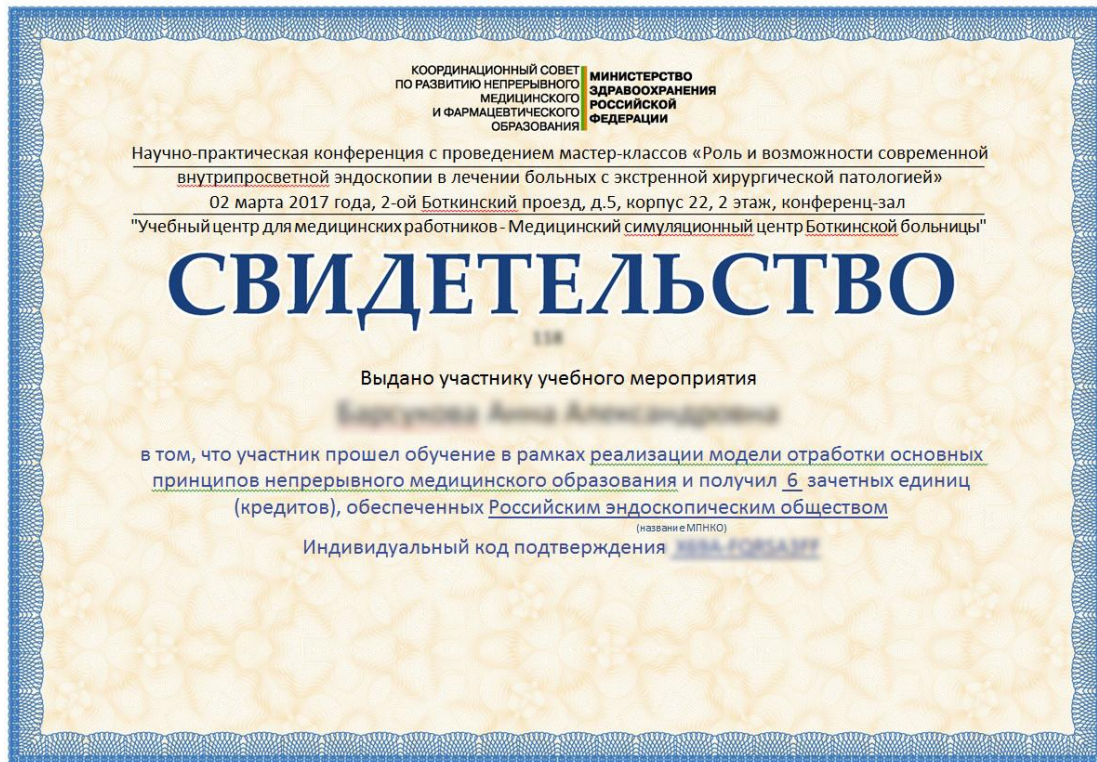 КООРДИНАЦИОННЫЙ СОВЕТ
ПО РАЗВИТИЮ НЕПРЕРЫВНОГО
МЕДИЦИНСКОГО
И ФАРМАЦЕВТИЧЕСКОГО
ОБРАЗОВАНИЯ
МИНИСТЕРСТВО
ЗДРАВООХРАНЕНИЯ
РОССИЙСКОЙ
ФЕДЕРАЦИИ
Научно-практическая конференция с проведением мастер-классов «Роль и возможности современной
внутрипросветной эндоскопии в лечении больных с экстренной хирургической патологией»
02 марта 2017 года, 2-ой Боткинский проезд, д.5, корпус 22, 2 этаж, конференц-зал
"Учебный центр для медицинских работников - Медицинский симуляционный центр Боткинской больницы"
СВИДЕТЕЛЬСТВО
Выдано участнику учебного мероприятия
в том, что участник прошел обучение в рамках реализации модели отработки основных
принципов непрерывного медицинского образования и получил 6 зачетных единиц
(кредитов), обеспеченных Российским эндоскопическим обществом
(название МПНКО)
Индивидуальный код подтверждения